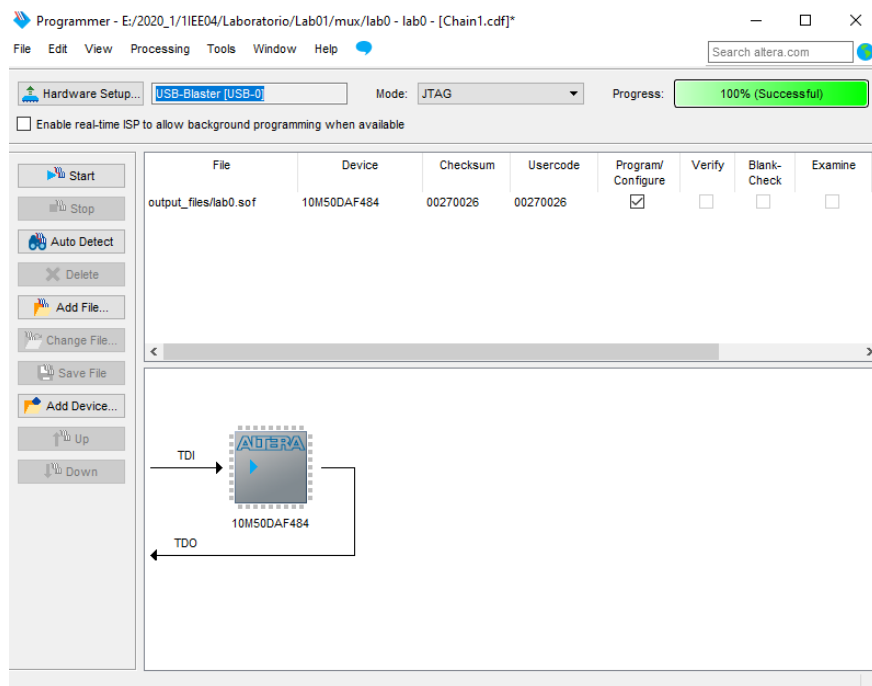 Programmer - E:/2020_1/1IEE04/Laboratorio/Lab01/mux/lab0 - lab0 - [Chain1.cdf]*
File Edit View Processing Tools Window Help
Search altera.com
Hardware Setup... USB-Blaster [USB-0] Mode: JTAG Progress: 100% (Successful)
Enable real-time ISP to allow background programming when available
File Device Checksum Usercode Program/ Verify Blank- Examine
Configure Check
output_files/lab0.sof 10M50DAF484 00270026 00270026
Start
Stop
Auto Detect
Delete
Add File...
Change File...
Save File
Add Device...
Up
Down
TDI
ALTERA
10M50DAF484
TDO